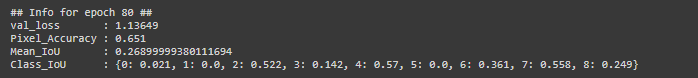 ## Info for epoch 80 ##
val_loss : 1.13649
Pixel_Accuracy : 0.651
Mean_IoU : 0.26899999380111694
Class_IoU : {0: 0.021, 1: 0.0, 2: 0.522, 3: 0.142, 4: 0.57, 5: 0.0, 6: 0.361, 7: 0.558, 8: 0.249}